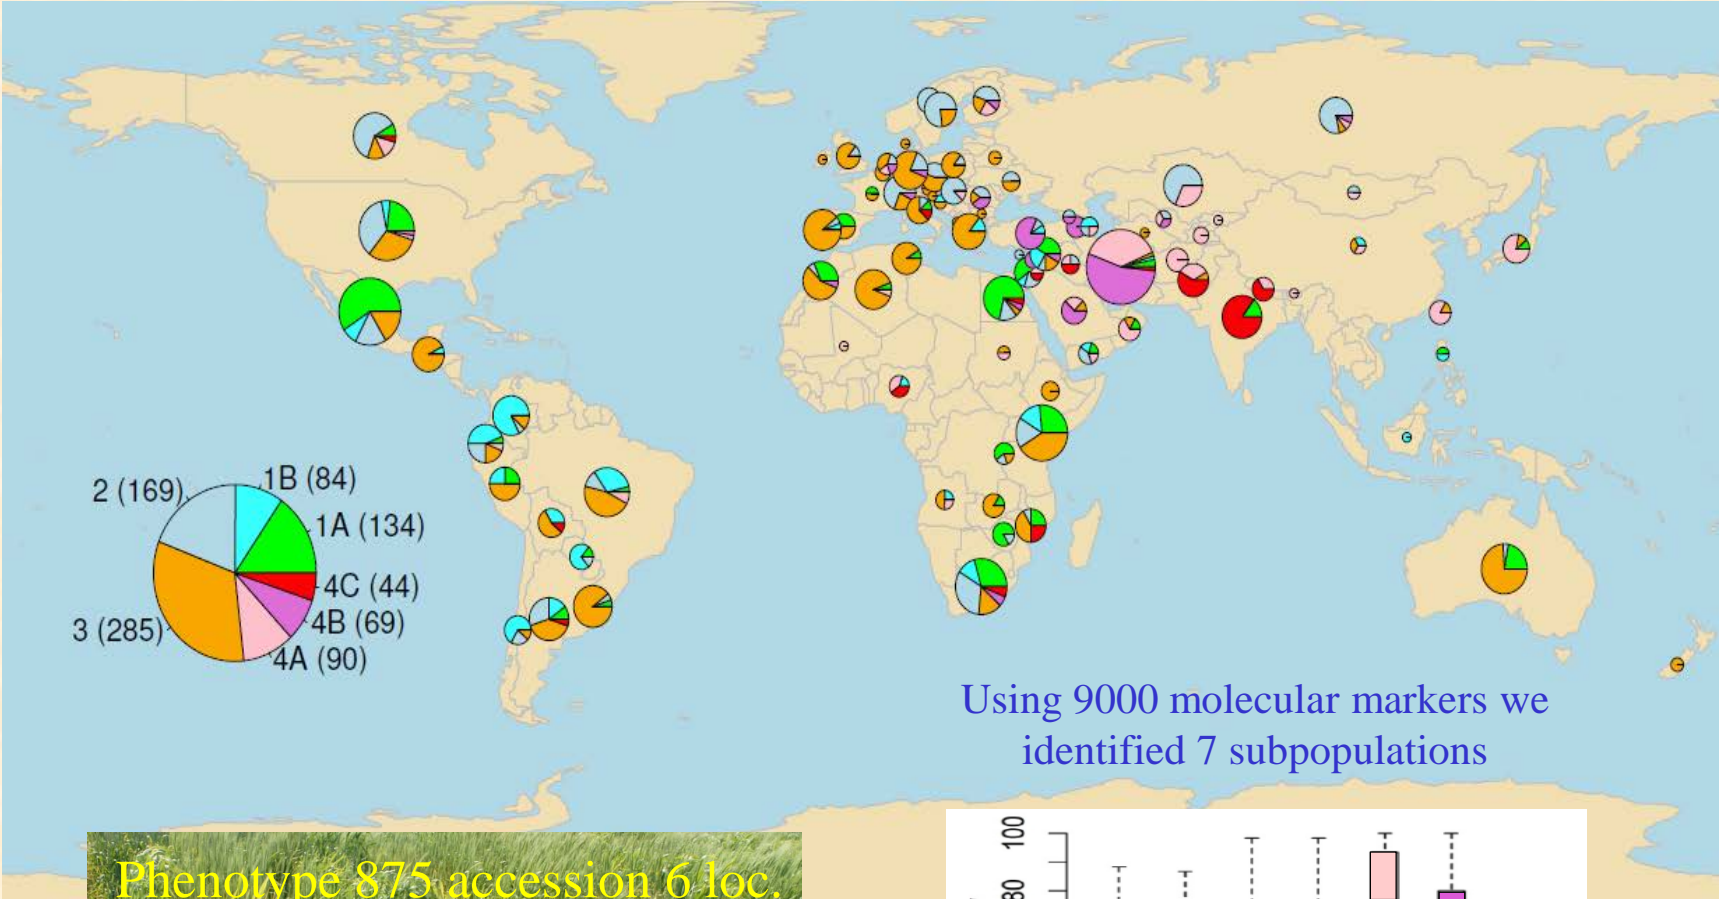 2 (169)
1B (84)
1A (134)
4C (44)
4B (69)
4A (90)
3 (285)
Using 9000 molecular markers we
identified 7 subpopulations
Phenotype 875 accession 6 loc.
100
80